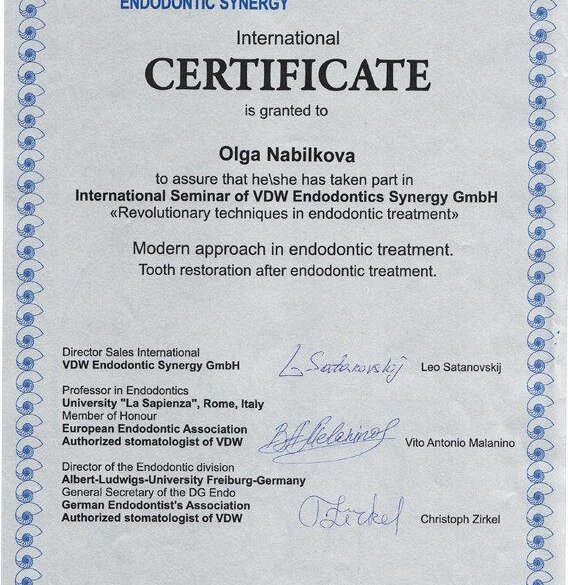 ENDODONTIC SYNERGY
International
CERTIFICATE
is granted to
Olga Nabilkova
to assure that he\she has taken part in
International Seminar of VDW Endodontics Synergy GmbH
«Revolutionary techniques in endodontic treatment»
Modern approach in endodontic treatment.
Tooth restoration after endodontic treatment.
Director Sales International
VDW Endodontic Synergy GmbH
L Satanovskij
Leo Satanovskij
Professor in Endodontics
University "La Sapienza", Rome, Italy
Member of Honour
European Endodontic Association
Authorized stomatologist of VDW
Vito Antonio Malanino
Director of the Endodontic division
Albert-Ludwigs-University Freiburg-Germany
General Secretary of the DG Endo
German Endodontist's Association
Authorized stomatologist of VDW
Zirkel
Christoph Zirkel